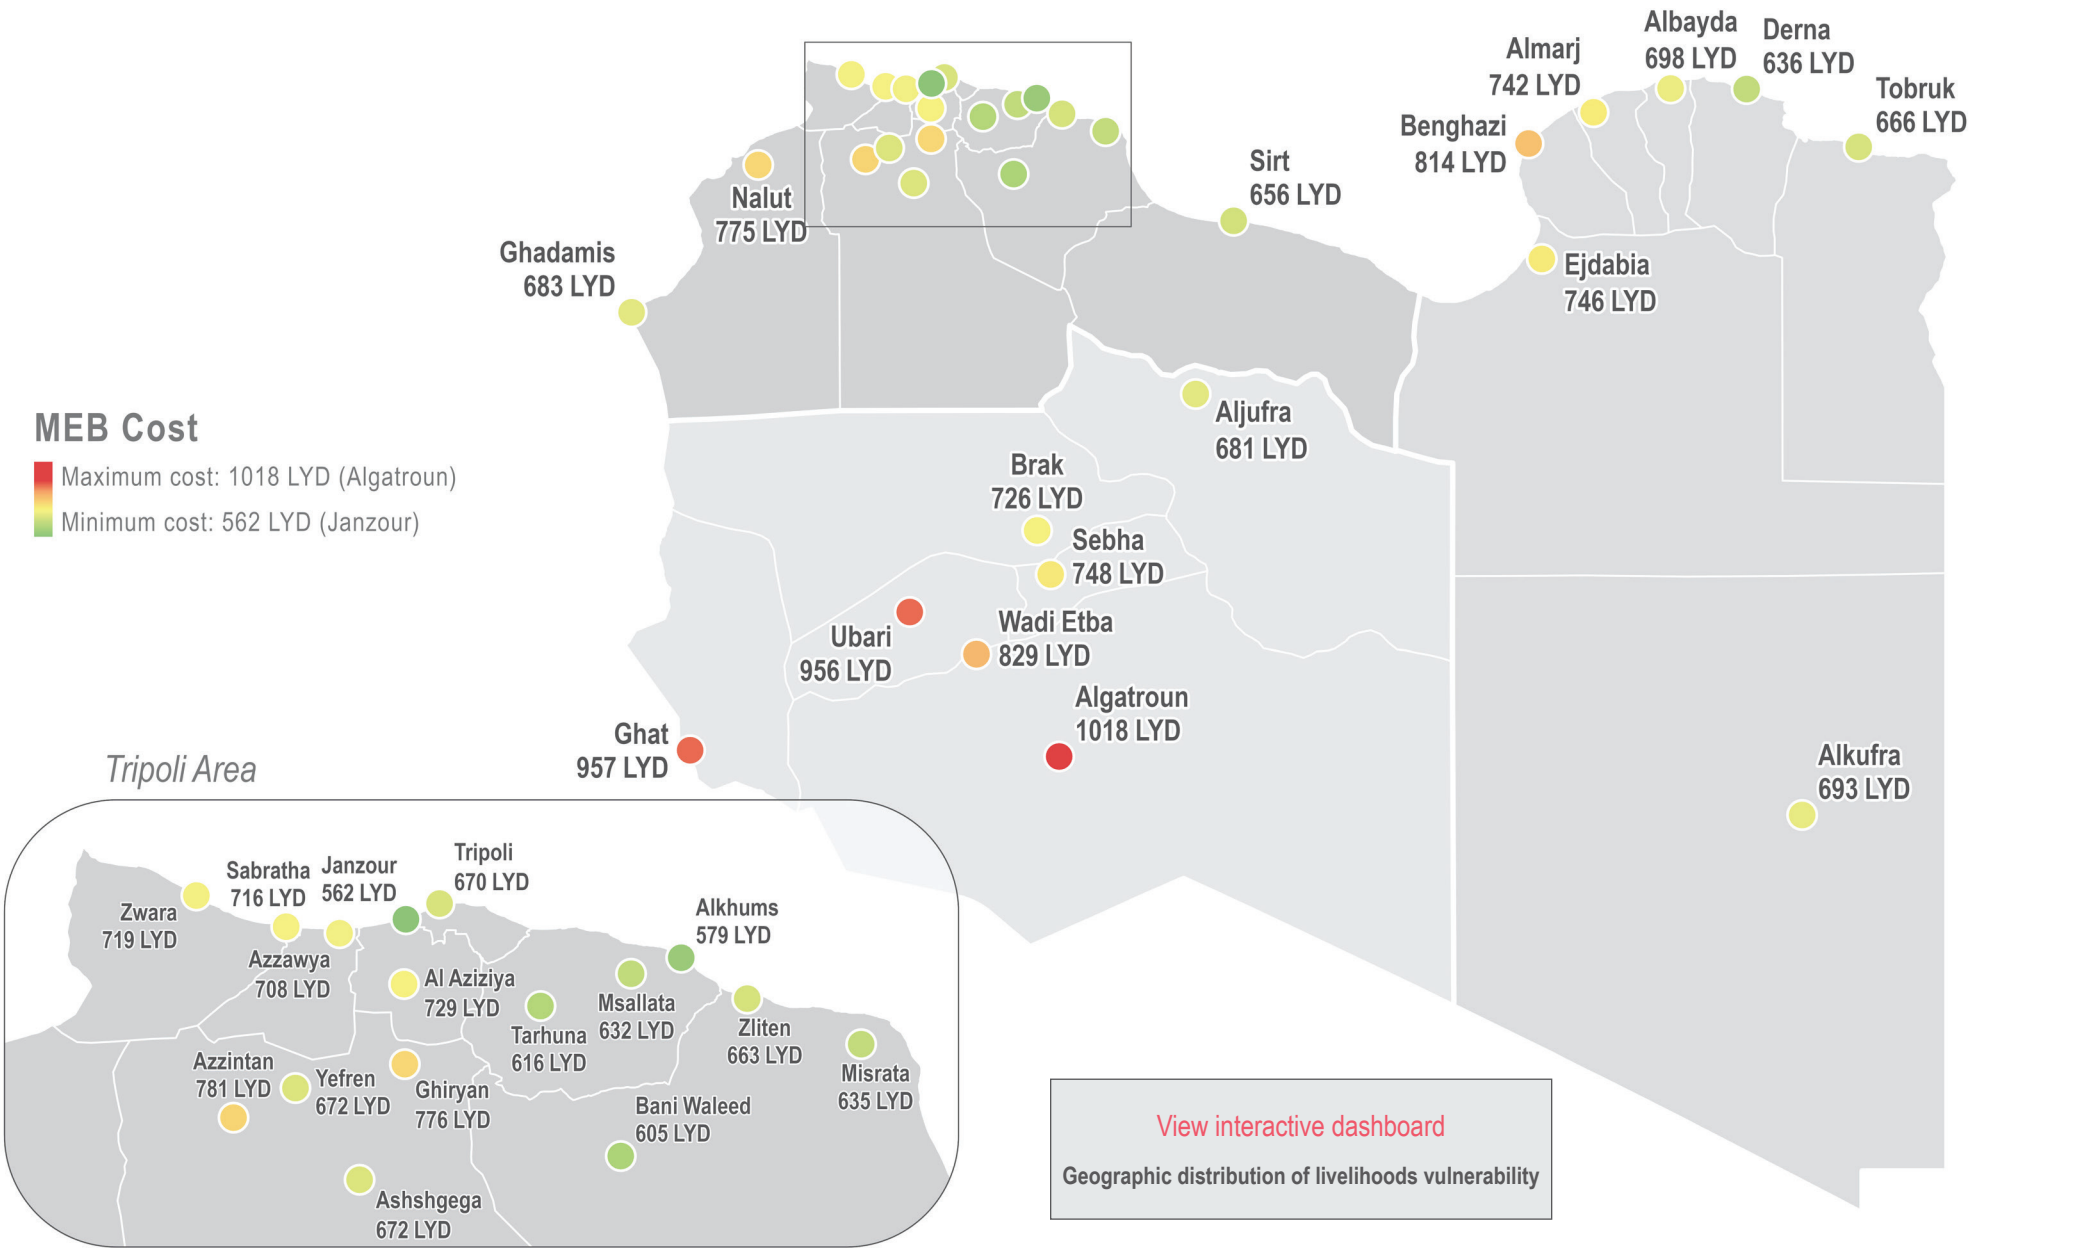 Almarj
742 LYD
Albayda
698 LYD
Derna
636 LYD
Tobruk
666 LYD
Benghazi
814 LYD
Sirt
656 LYD
Nalut
775 LYD
Ghadamis
683 LYD
Ejdabia
746 LYD
MEB Cost
Maximum cost: 1018 LYD (Algatroun)
Minimum cost: 562 LYD (Janzour)
Aljufra
681 LYD
Brak
726 LYD
Sebha
748 LYD
Ubari
956 LYD
Wadi Etba
829 LYD
Algatroun
1018 LYD
Ghat
957 LYD
Alkufra
693 LYD
Tripoli Area
Zwara
719 LYD
Sabratha
716 LYD
Janzour
562 LYD
Tripoli
670 LYD
Alkhums
579 LYD
Azzawya
708 LYD
Al Aziziya
729 LYD
Tarhuna
616 LYD
Msallata
632 LYD
Zliten
663 LYD
Misrata
635 LYD
Azzintan
781 LYD
Yefren
672 LYD
Ghiryan
776 LYD
Bani Waleed
605 LYD
Ashshgega
672 LYD
View interactive dashboard
Geographic distribution of livelihoods vulnerability